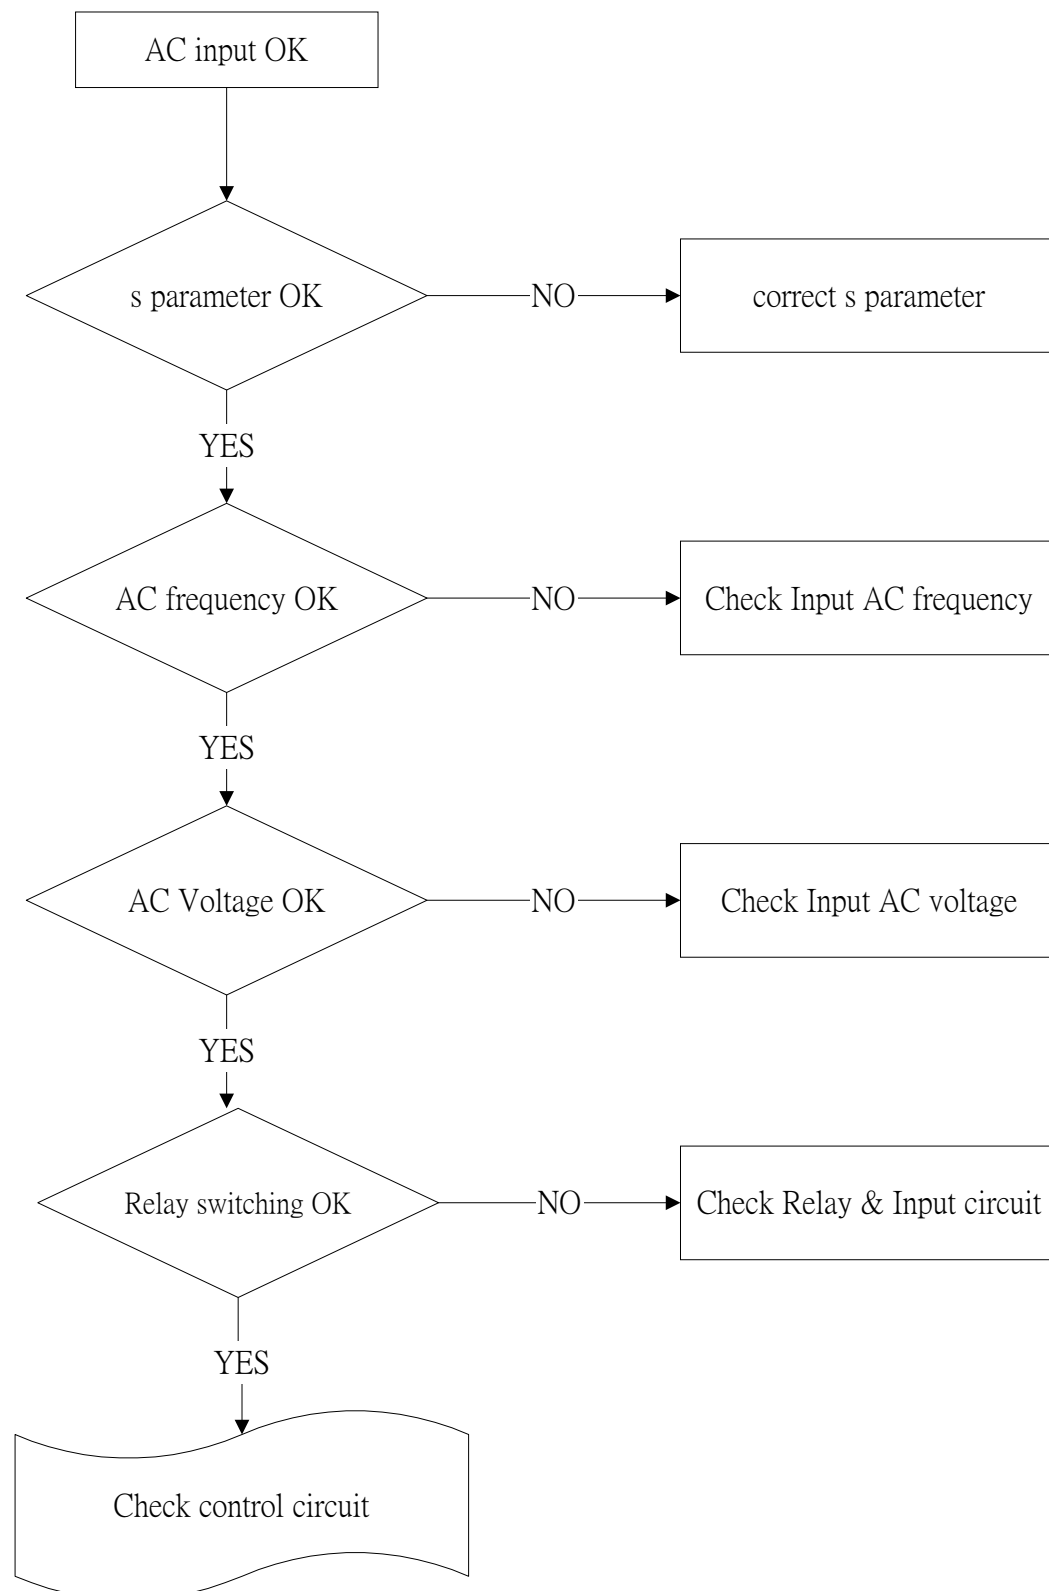 AC input OK
s parameter OK
NO
correct s parameter
YES
AC frequency OK
NO
Check Input AC frequency
YES
AC Voltage OK
NO
Check Input AC voltage
YES
Relay switching OK
NO
Check Relay & Input circuit
YES
Check control circuit